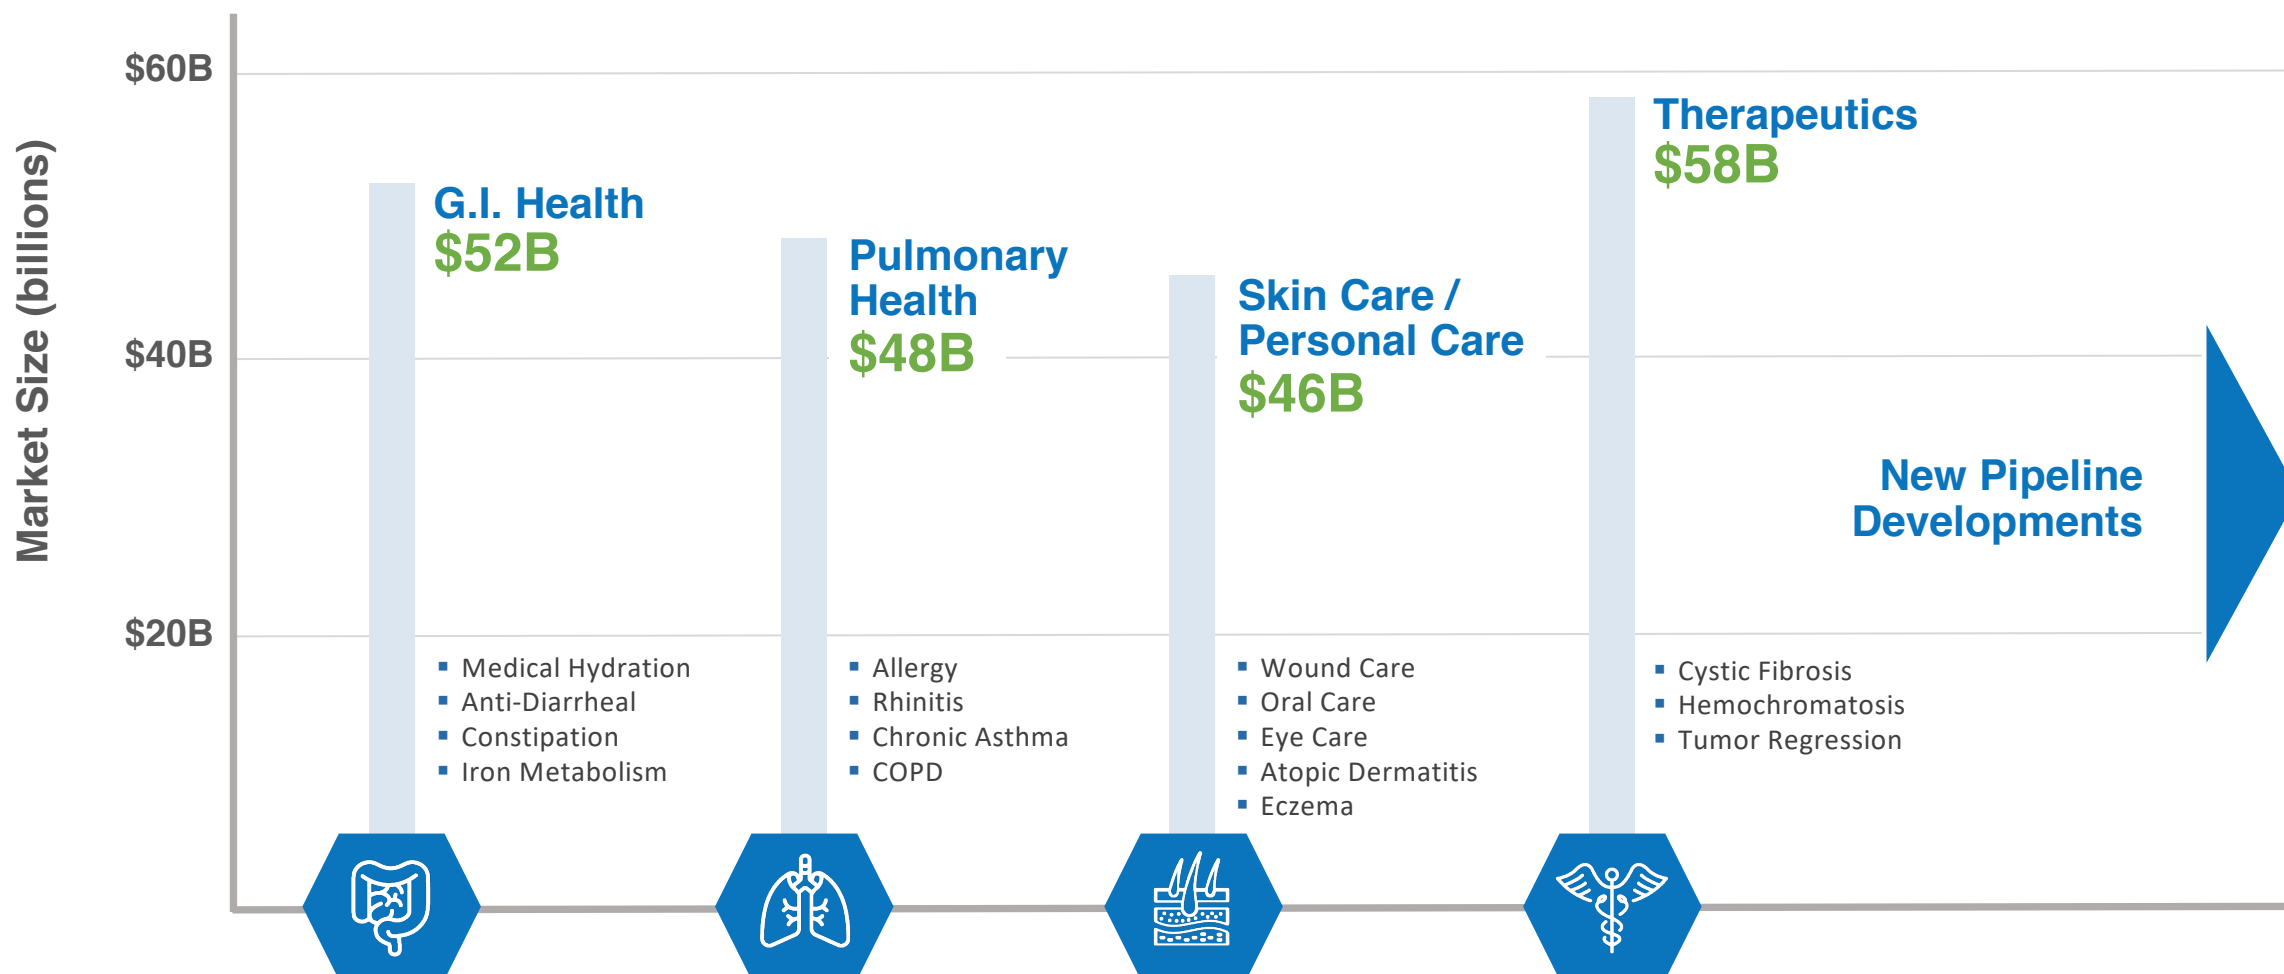 Market Size (billions)
$60B
$40B
$20B
G.I. Health
$52B
▪ Medical Hydration
▪ Anti-Diarrheal
▪ Constipation
▪ Iron Metabolism
Pulmonary
Health
$48B
▪ Allergy
▪ Rhinitis
▪ Chronic Asthma
▪ COPD
Skin Care /
Personal Care
$46B
▪ Wound Care
▪ Oral Care
▪ Eye Care
▪ Atopic Dermatitis
▪ Eczema
Therapeutics
$58B
▪ Cystic Fibrosis
▪ Hemochromatosis
▪ Tumor Regression
New Pipeline
Developments